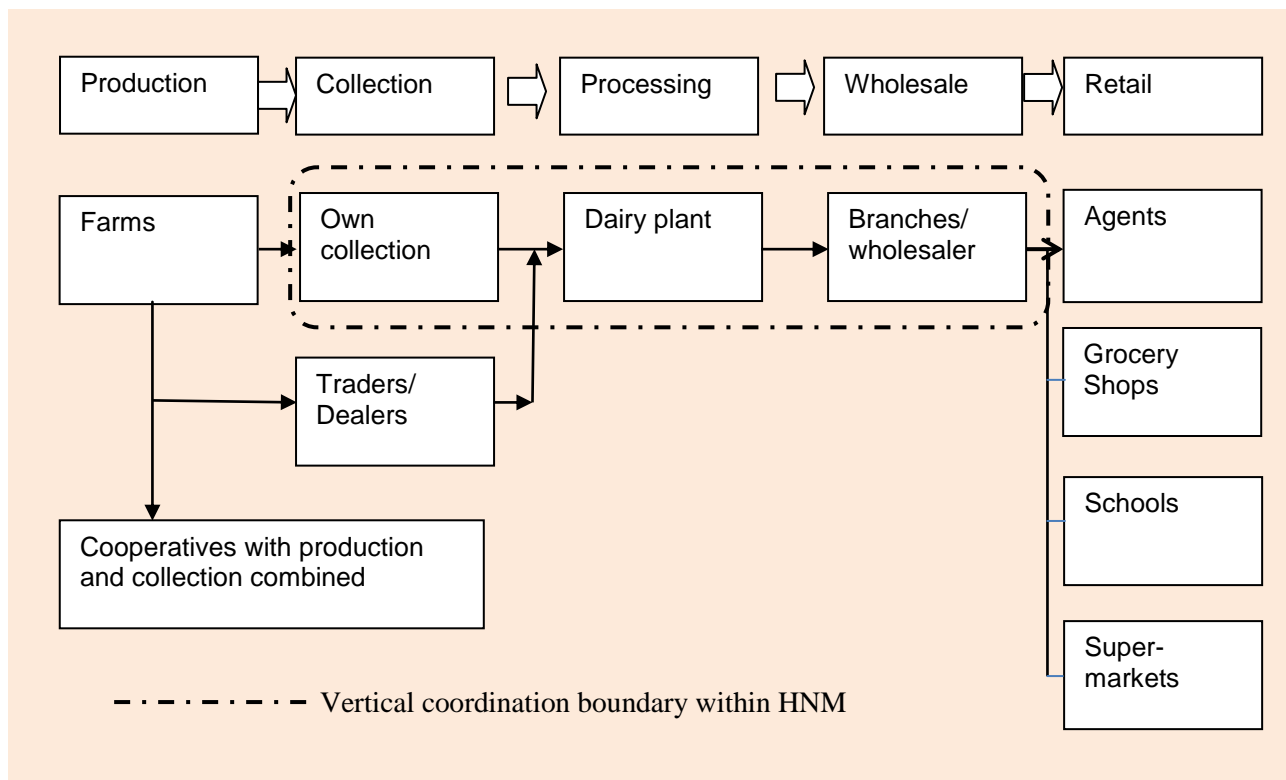 Production
Collection
Processing
Wholesale
Retail
Farms
Own
collection
Dairy plant
Branches/
wholesaler
Agents
Traders/
Dealers
Grocery
Shops
Cooperatives with production
and collection combined
Schools
Super-
markets
Vertical coordination boundary within HNM